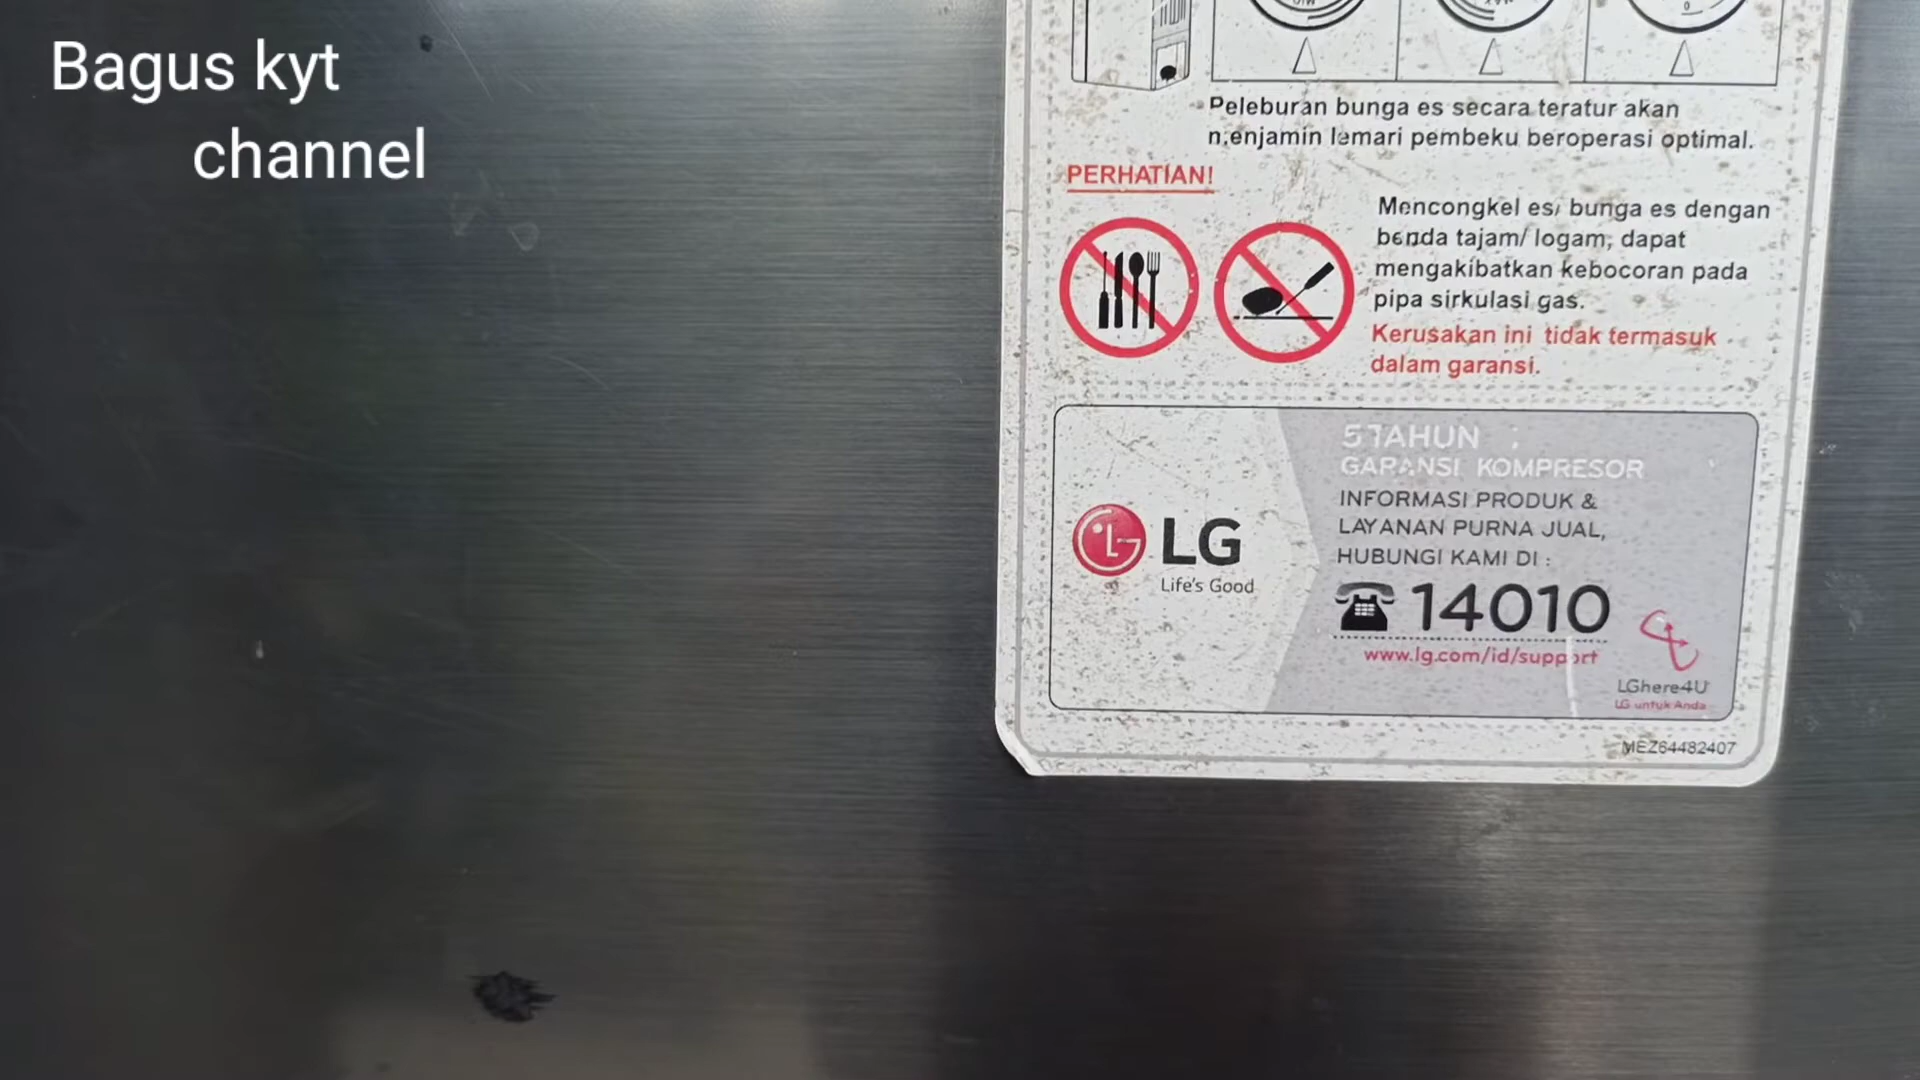 Bagus kyt
channel
Peleburan bunga es secara teratur akan
menjamin lemari pembeku beroperasi optimal.
PERHATIAN!
Mencongkel es/ bunga es dengan
benda tajam/ logam, dapat
mengakibatkan kebocoran pada
pipa sirkulasi gas.
Kerusakan ini tidak termasuk
dalam garansi.
5 TAHUN
GARANSI KOMPRESOR
INFORMASI PRODUK &
LAYANAN PURNA JUAL,
HUBUNGI KAMI DI :
LG
Life's Good
14010
www.lg.com/id/support
LGhere4U
LG untuk Anda
MEZ64482407